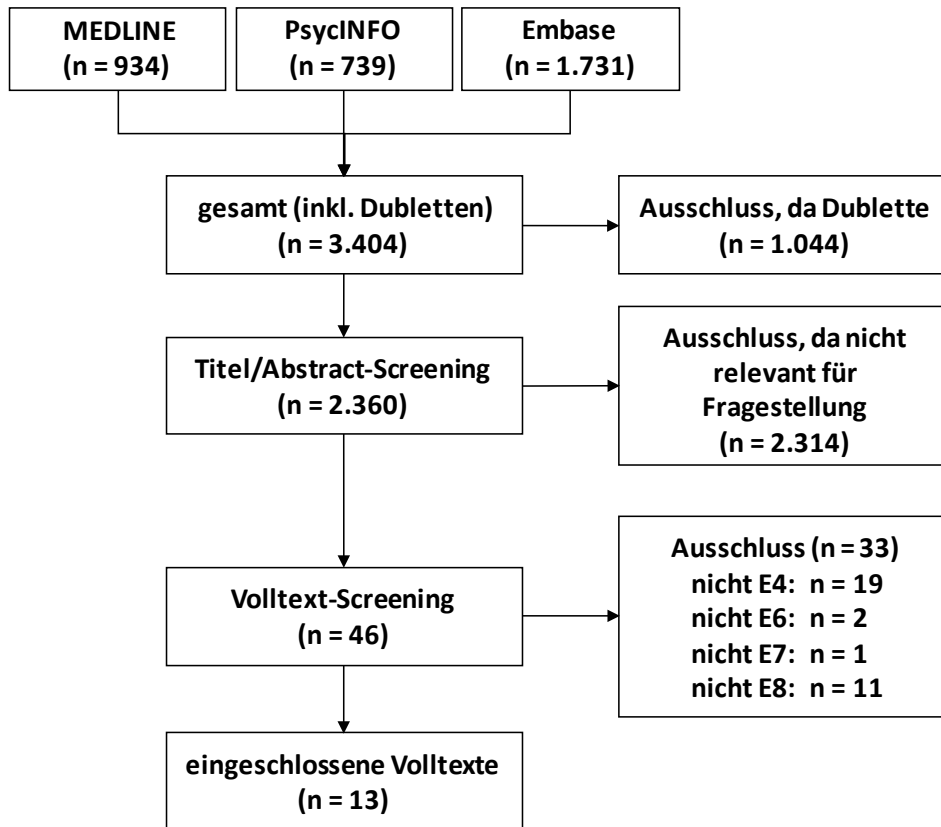 MEDLINE
(n = 934)
PsycINFO
(n = 739)
Embase
(n = 1.731)
gesamt (inkl. Dubletten)
(n = 3.404)
Ausschluss, da Dublette
(n = 1.044)
Titel/Abstract-Screening
(n = 2.360)
Ausschluss, da nicht
relevant für
Fragestellung
(n = 2.314)
Volltext-Screening
(n = 46)
Ausschluss (n = 33)
nicht E4: n = 19
nicht E6: n = 2
nicht E7: n = 1
nicht E8: n = 11
eingeschlossene Volltexte
(n = 13)